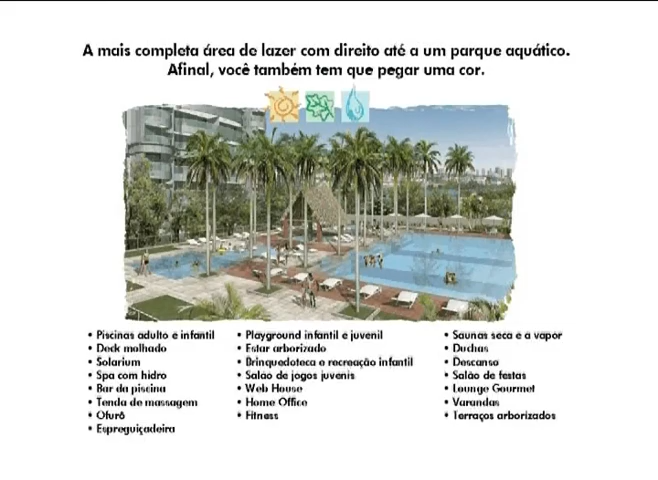 A mais completa área de lazer com direito até a um parque aquático.
Afinal, você também tem que pegar uma cor.
• Piscinas adulto e infantil
• Deck molhado
• Solarium
• Spa com hidro
• Bar da piscina
• Tenda de massagem
• Ofurô
• Espreguiçadeira
• Playground infantil e juvenil
• Estar arborizado
• Brinquedoteca e recreação infantil
• Salão de jogos juvenis
• Web House
• Home Office
• Fitness
• Saunas seca e a vapor
• Duchas
• Descanso
• Salão de festas
• Lounge Gourmet
• Varandas
• Terraços arborizados